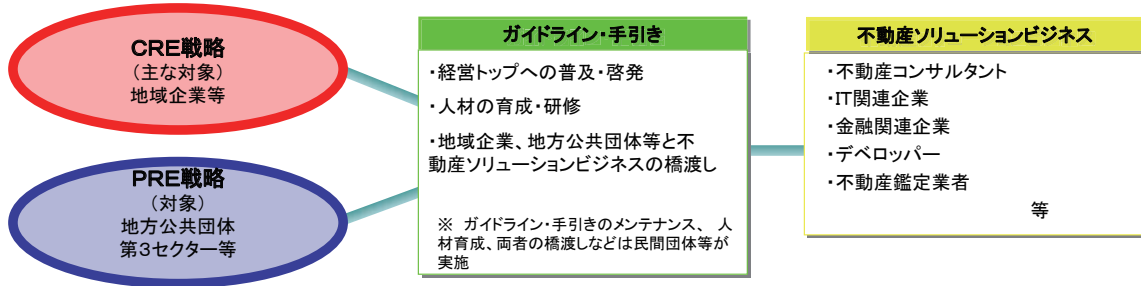 CRE戦略
(主な対象)
地域企業等
PRE戦略
(対象)
地方公共団体
第3セクター等
ガイドライン・手引き
・経営トップへの普及・啓発
・人材の育成・研修
・地域企業、地方公共団体等と不
動産ソリューションビジネスの橋渡し
※ ガイドライン・手引きのメンテナンス、 人
材育成、両者の橋渡しなどは民間団体等が
実施
不動産ソリューションビジネス
・不動産コンサルタント
・IT関連企業
・金融関連企業
・デベロッパー
・不動産鑑定業者
等